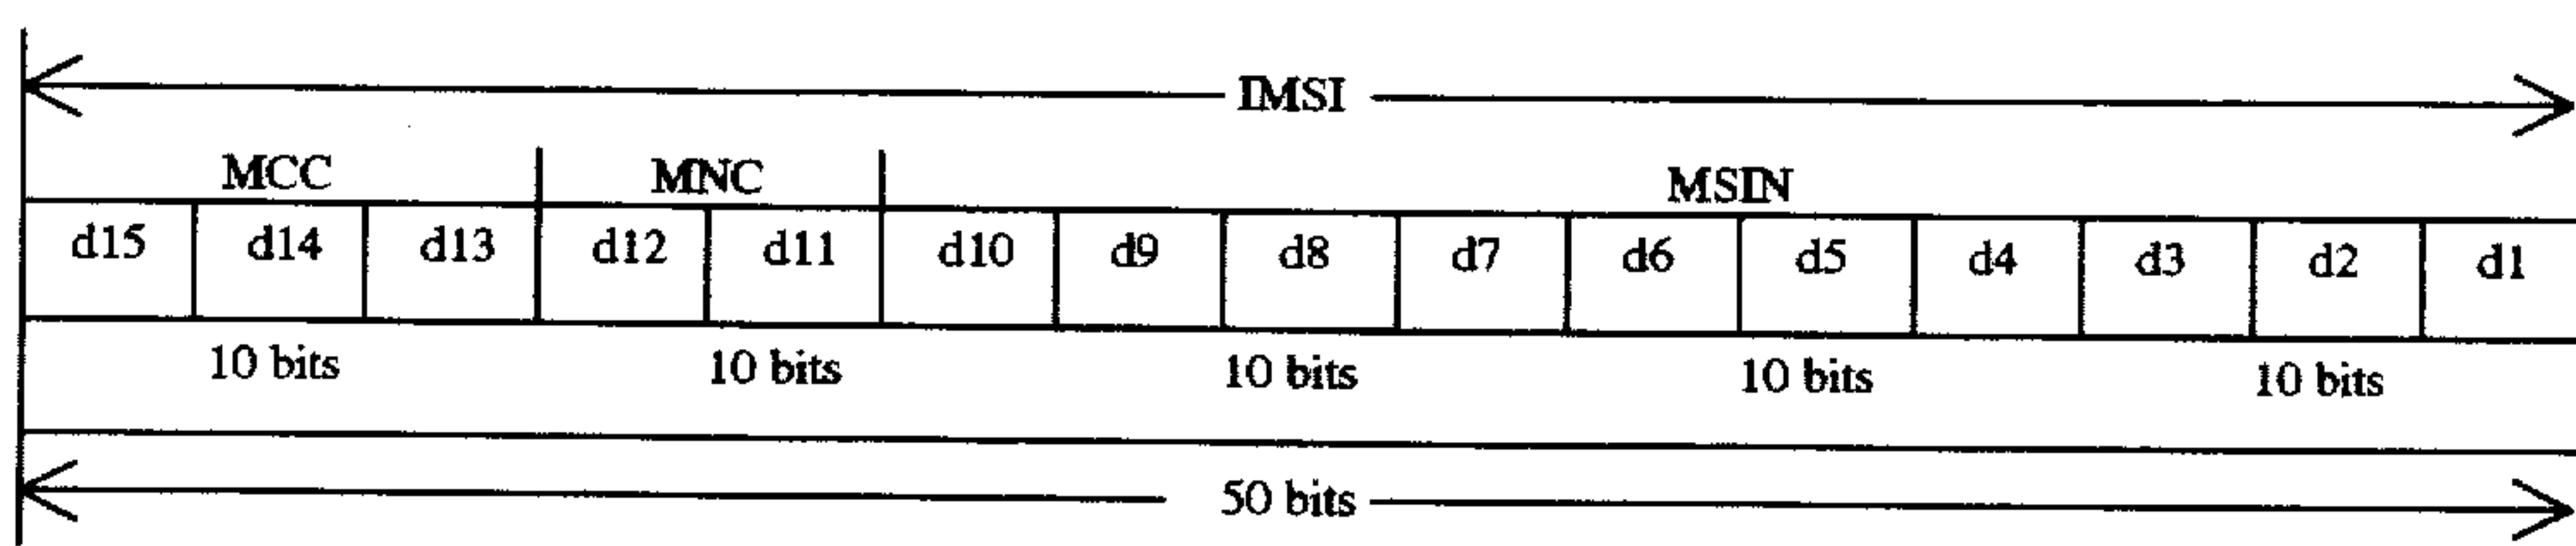 IMSI
MCC MNC MSIN
d15 d14 d13 d12 d11 d10 d9 d8 d7 d6 d5 d4 d3 d2 d1
10 bits 10 bits 10 bits 10 bits 10 bits
50 bits